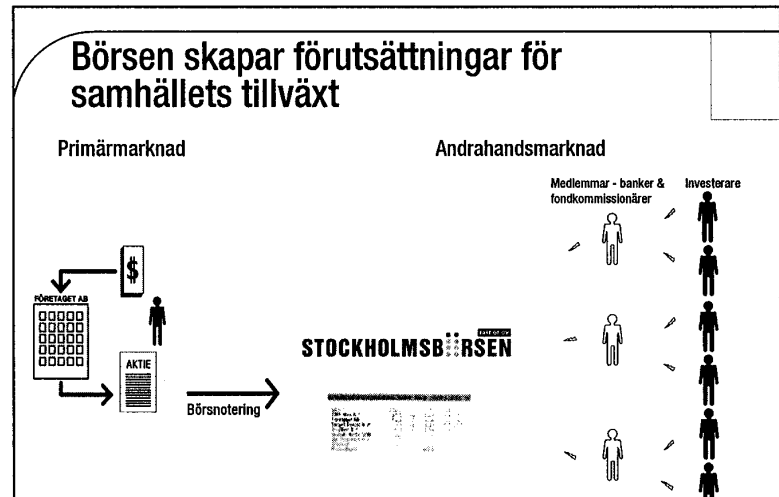 Börsen skapar förutsättningar för
samhällets tillväxt
Primärmarknad
Andrahandsmarknad
Medlemmar - banker &
fondkommissionärer
Investerare
$
FÖRETAGET AB
AKTIE
STOCKHOLMSBÖRSEN
Börsnotering